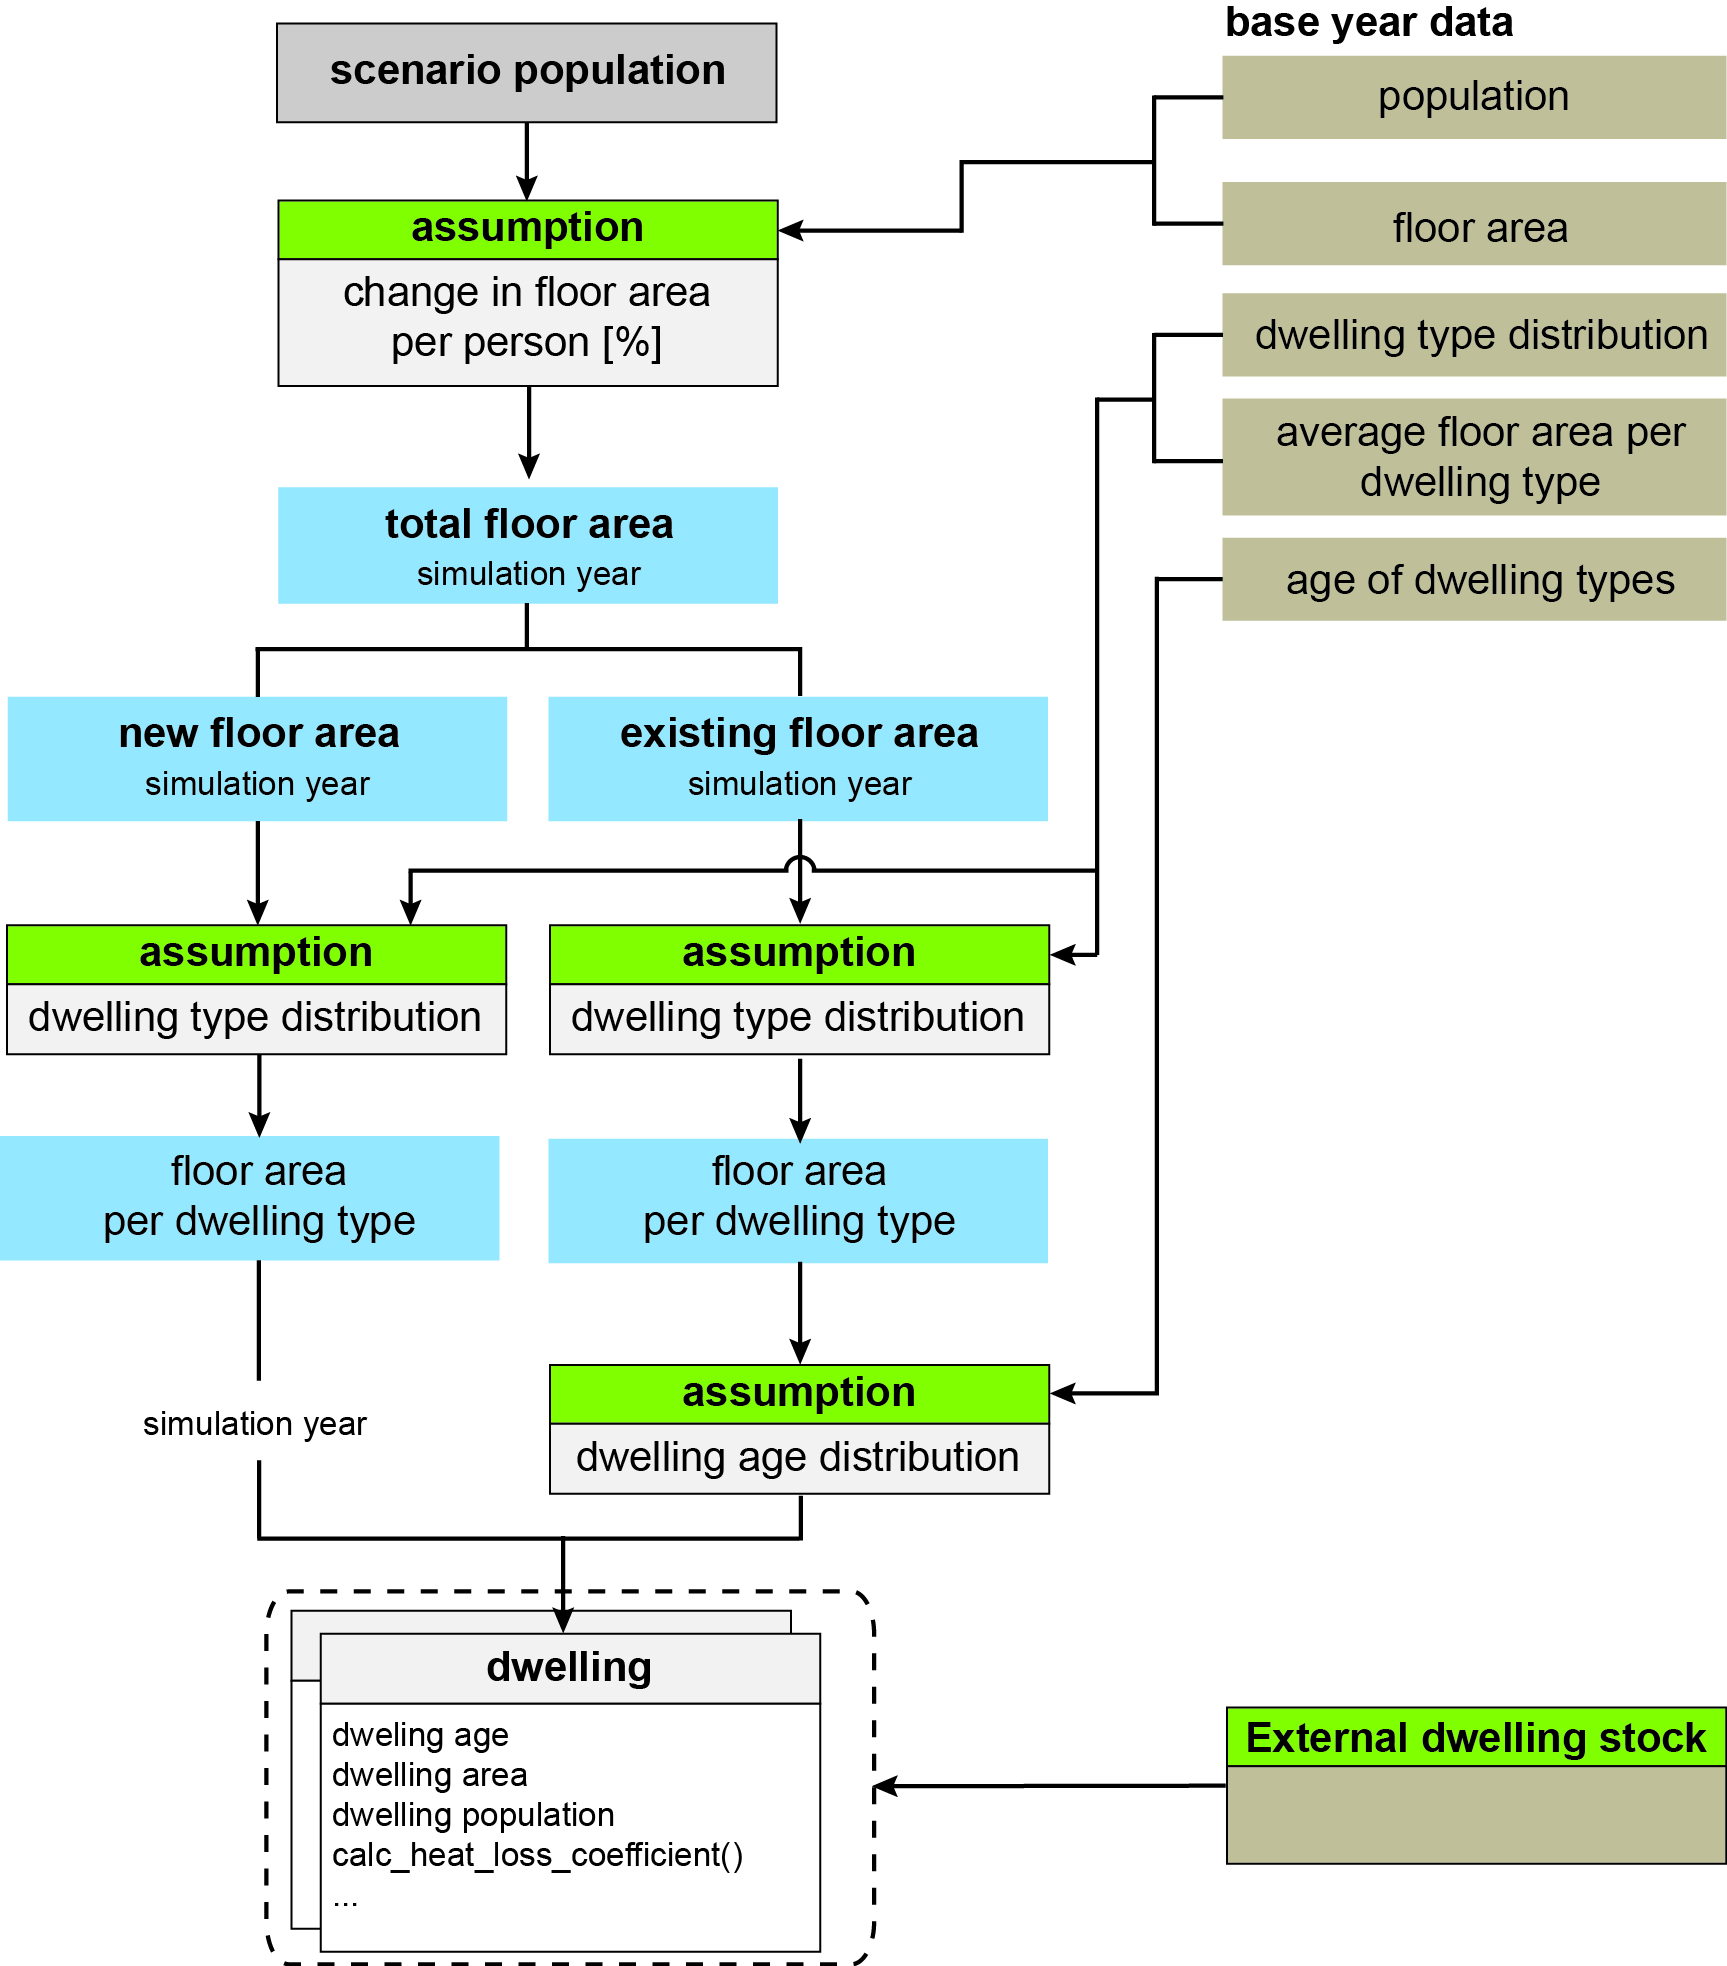 base year data
scenario population
population
assumption
floor area
change in floor area
per person [%]
dwelling type distribution
average floor area per
dwelling type
total floor area
simulation year
age of dwelling types
new floor area
simulation year
existing floor area
simulation year
assumption
dwelling type distribution
assumption
dwelling type distribution
floor area
per dwelling type
floor area
per dwelling type
simulation year
assumption
dwelling age distribution
dwelling
dweling age
dwelling area
dwelling population
calc_heat_loss_coefficient()
...
External dwelling stock